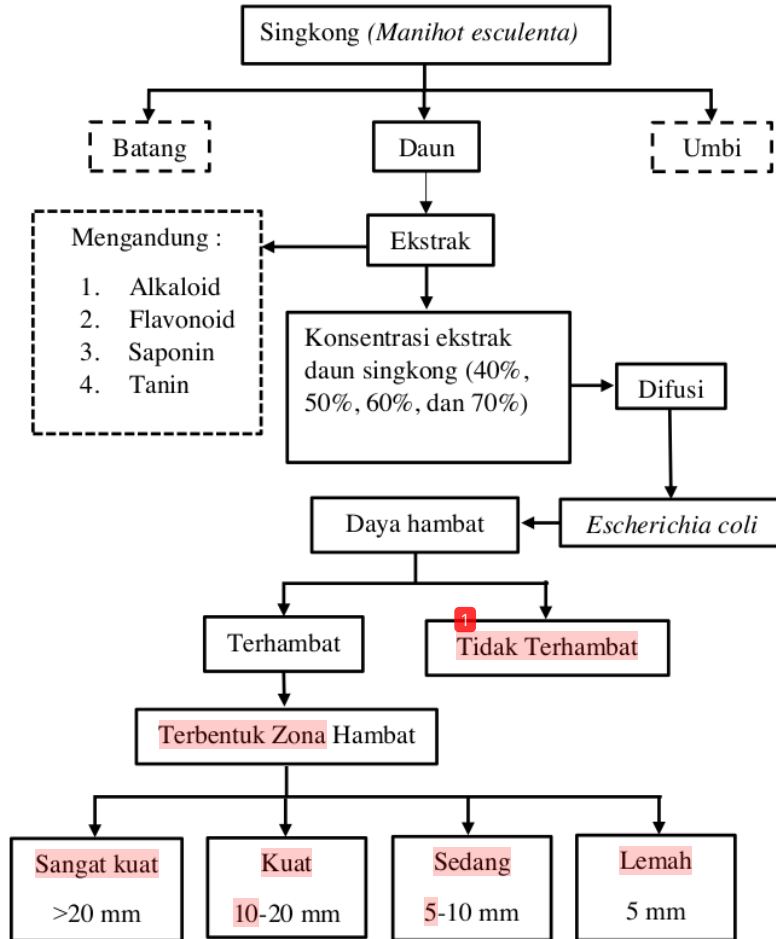 Singkong (Manihot esculenta)
Batang
Daun
Umbi
Mengandung :
1. Alkaloid
2. Flavonoid
3. Saponin
4. Tanin
Ekstrak
Konsentrasi ekstrak
daun singkong (40%,
50%, 60%, dan 70%)
Difusi
Escherichia coli
Daya hambat
Terhambat
1
Tidak Terhambat
Terbentuk Zona Hambat
Sangat kuat
>20 mm
Kuat
10-20 mm
Sedang
5-10 mm
Lemah
5 mm